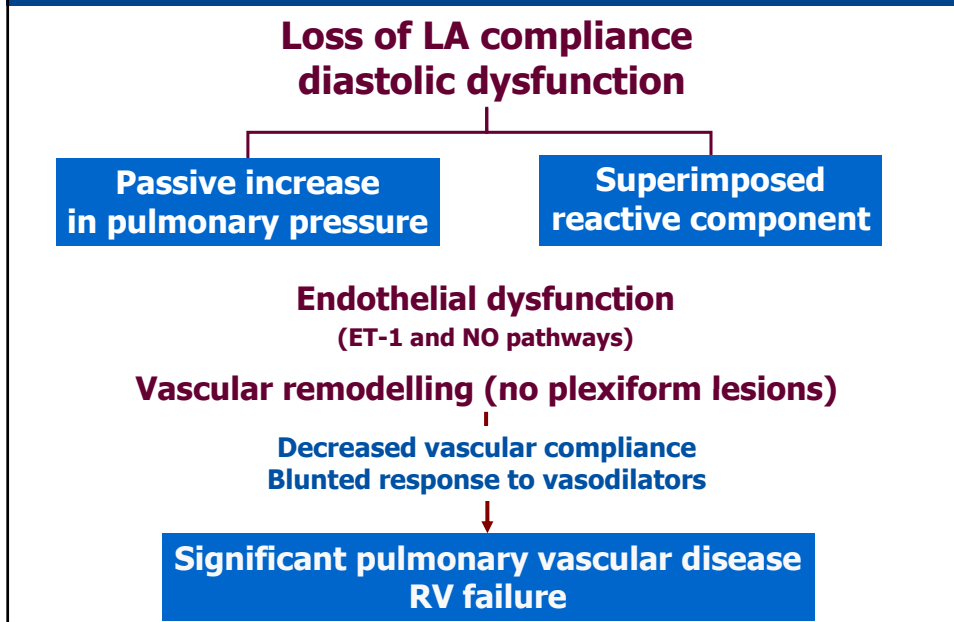 Loss of LA compliance
diastolic dysfunction
Passive increase
in pulmonary pressure
Superimposed
reactive component
Endothelial dysfunction
(ET-1 and NO pathways)
Vascular remodelling (no plexiform lesions)
Decreased vascular compliance
Blunted response to vasodilators
Significant pulmonary vascular disease
RV failure